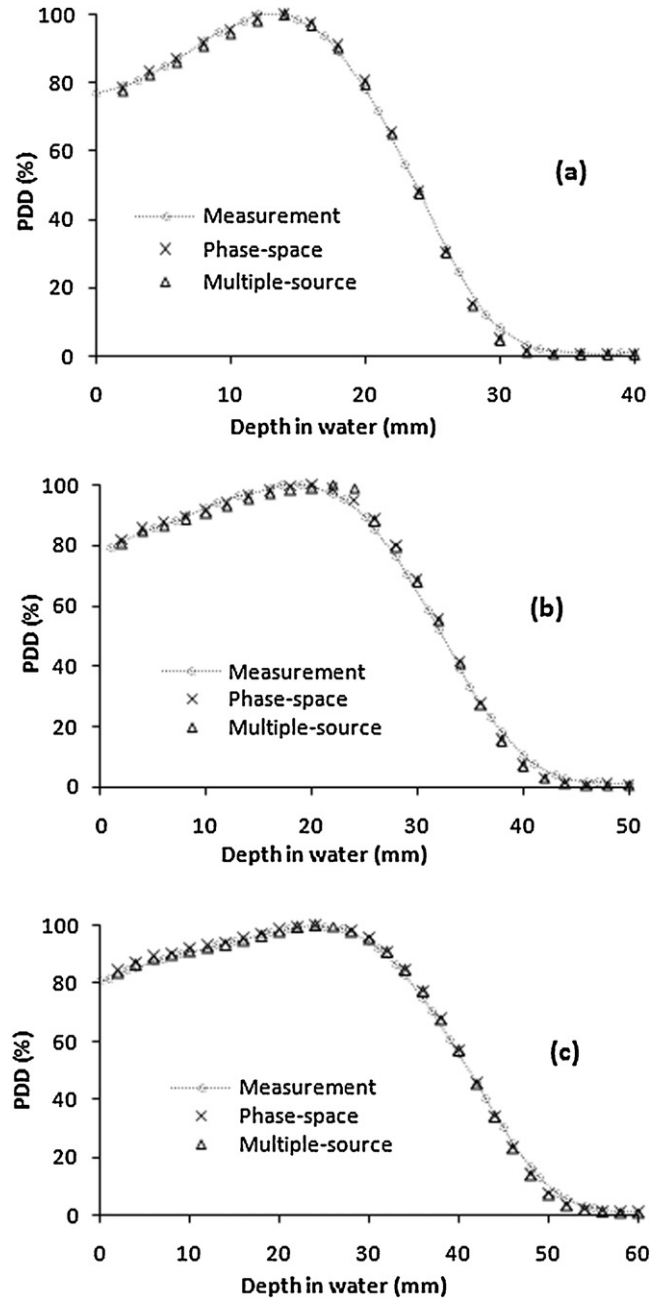 100
80
60
40
20
0
PDD (%)
(a)
Measurement
Phase-space
Multiple-source
0 10 20 30 40
Depth in water (mm)
100
80
60
40
20
0
PDD (%)
(b)
Measurement
Phase-space
Multiple-source
0 10 20 30 40 50
Depth in water (mm)
100
80
60
40
20
0
PDD (%)
(c)
Measurement
Phase-space
Multiple-source
0 10 20 30 40 50 60
Depth in water (mm)